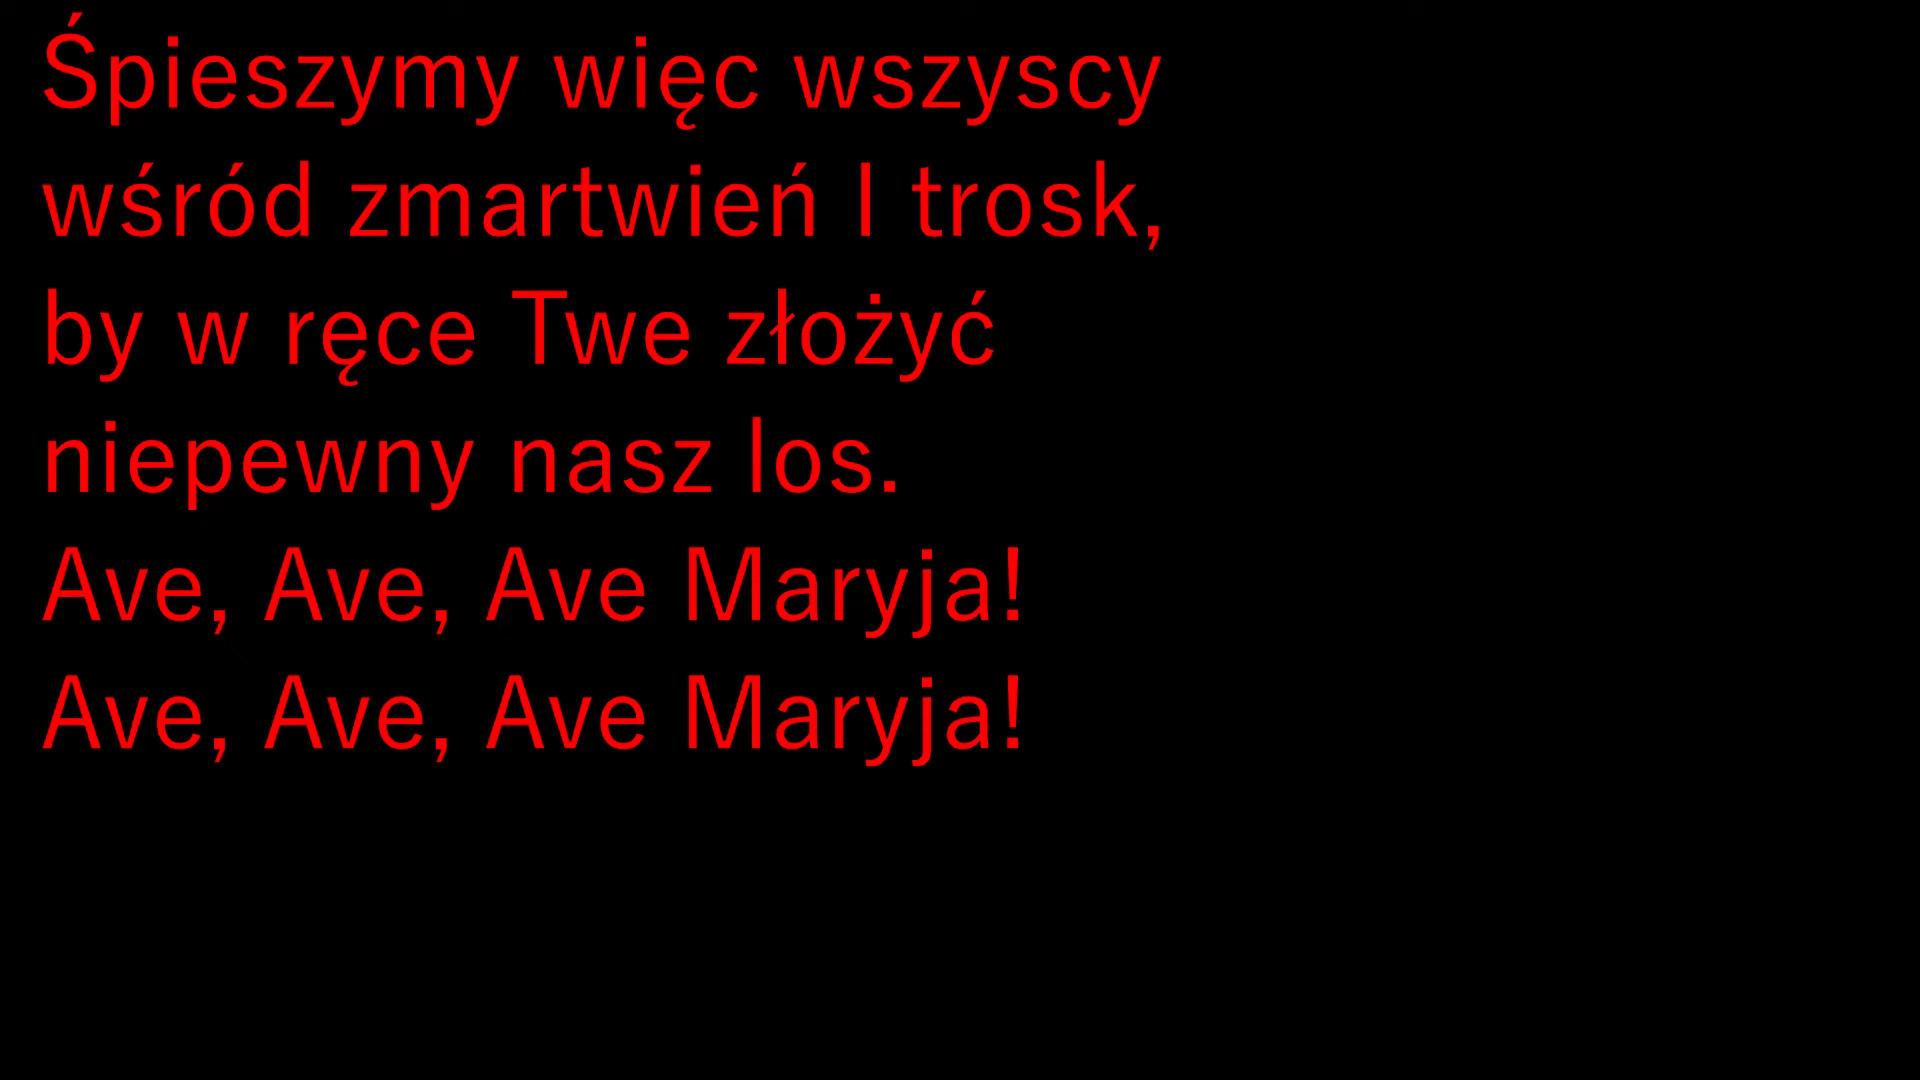 Śpieszymy więc wszyscy
wśród zmartwień I trosk,
by w ręce Twe złożyć
niepewny nasz los.
Ave, Ave, Ave Maryja!
Ave, Ave, Ave Maryja!